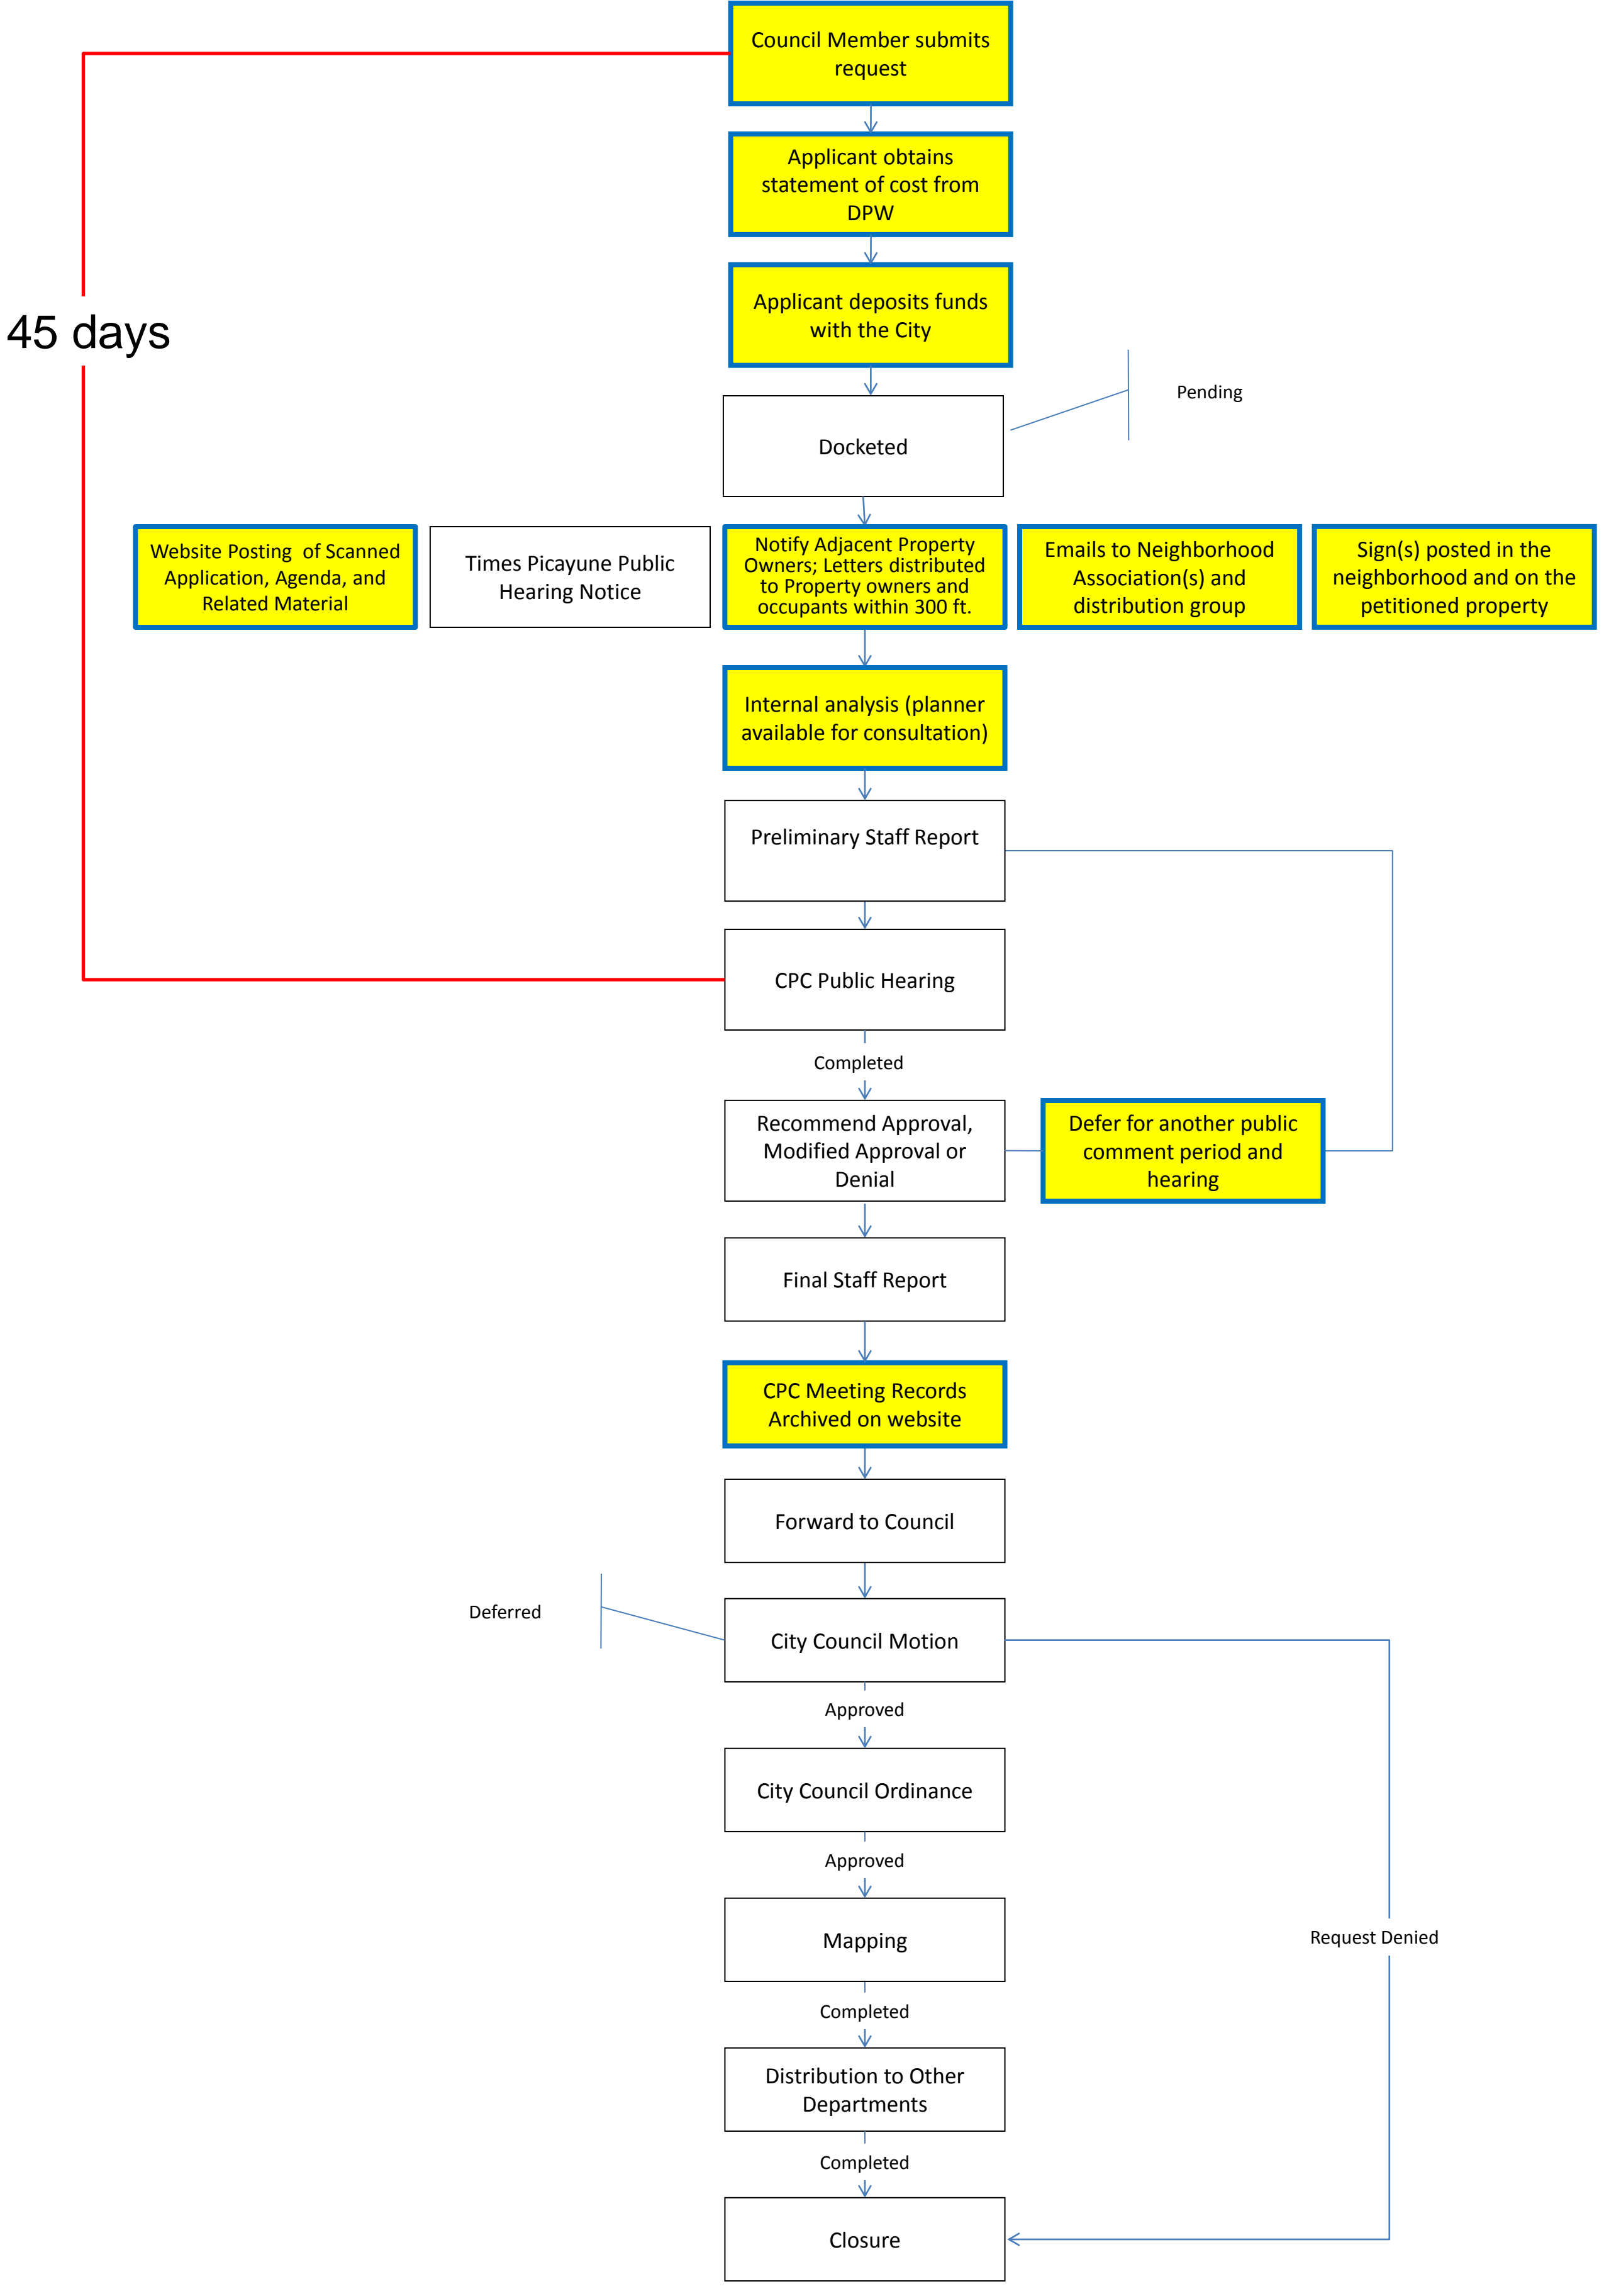 Council Member submits
request
Applicant obtains
statement of cost from
DPW
Applicant deposits funds
with the City
45 days
Pending
Docketed
Website Posting  of Scanned
Application, Agenda, and
Related Material
Times Picayune Public
Hearing Notice
Notify Adjacent Property
Owners; Letters distributed
to Property owners and
occupants within 300 ft.
Emails to Neighborhood
Association(s) and
distribution group
Sign(s) posted in the
neighborhood and on the
petitioned property
Internal analysis (planner
available for consultation)
Preliminary Staff Report
CPC Public Hearing
Completed
Recommend Approval,
Modified Approval or
Denial
Defer for another public
comment period and
hearing
Final Staff Report
CPC Meeting Records
Archived on website
Forward to Council
Deferred
City Council Motion
Approved
City Council Ordinance
Approved
Mapping
Request Denied
Completed
Distribution to Other
Departments
Completed
Closure